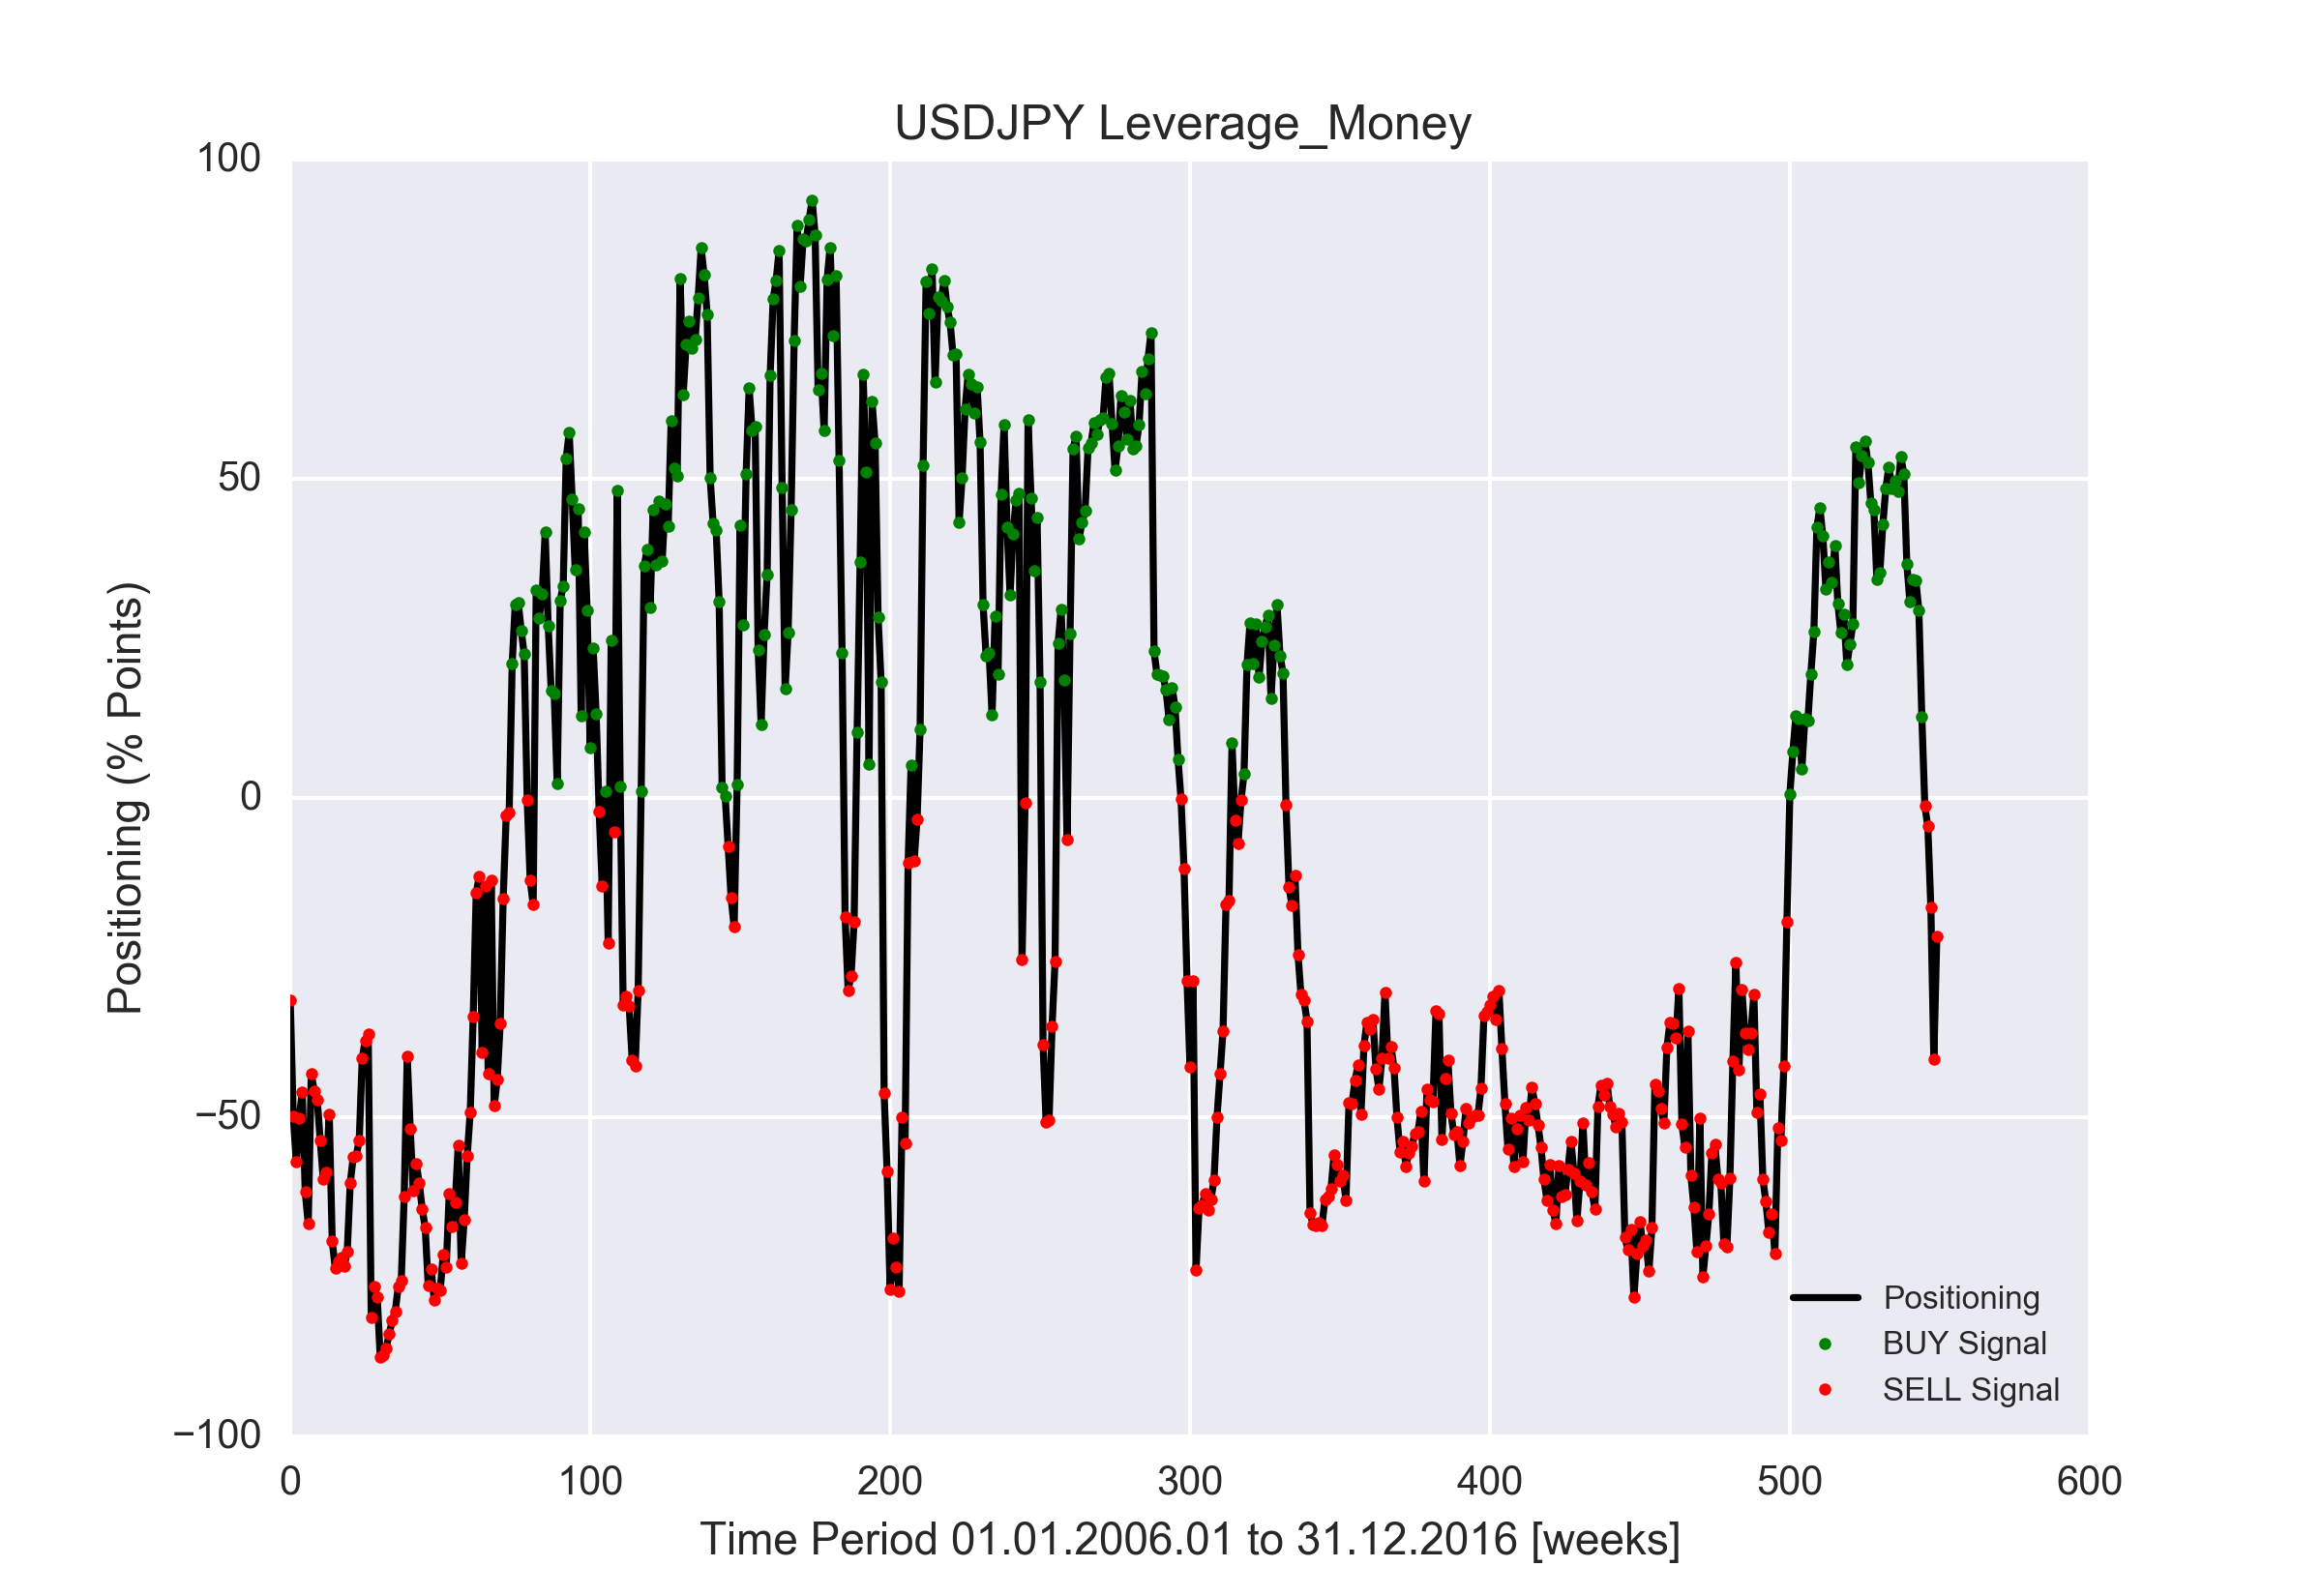 USDJPY Leverage_Money
100
50
0
−50
−100
Positioning (% Points)
0 100 200 300 400 500 600
Time Period 01.01.2006.01 to 31.12.2016 [weeks]
Positioning
BUY Signal
SELL Signal